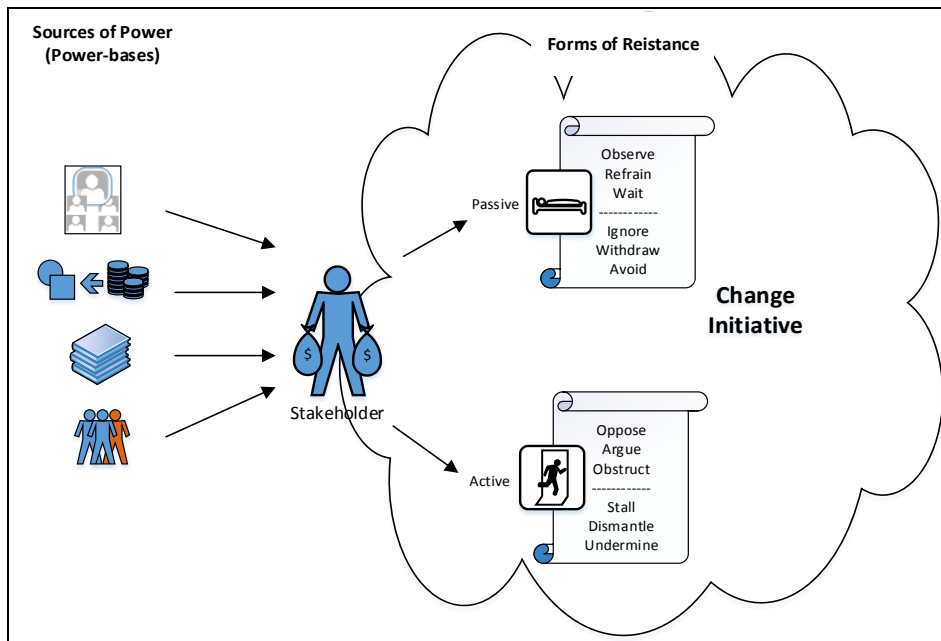 Sources of Power
(Power-bases)
Forms of Reistance
Passive
Observe
Refrain
Wait
------------
Ignore
Withdraw
Avoid
Change
Initiative
$
$
Stakeholder
Active
Oppose
Argue
Obstruct
------------
Stall
Dismantle
Undermine